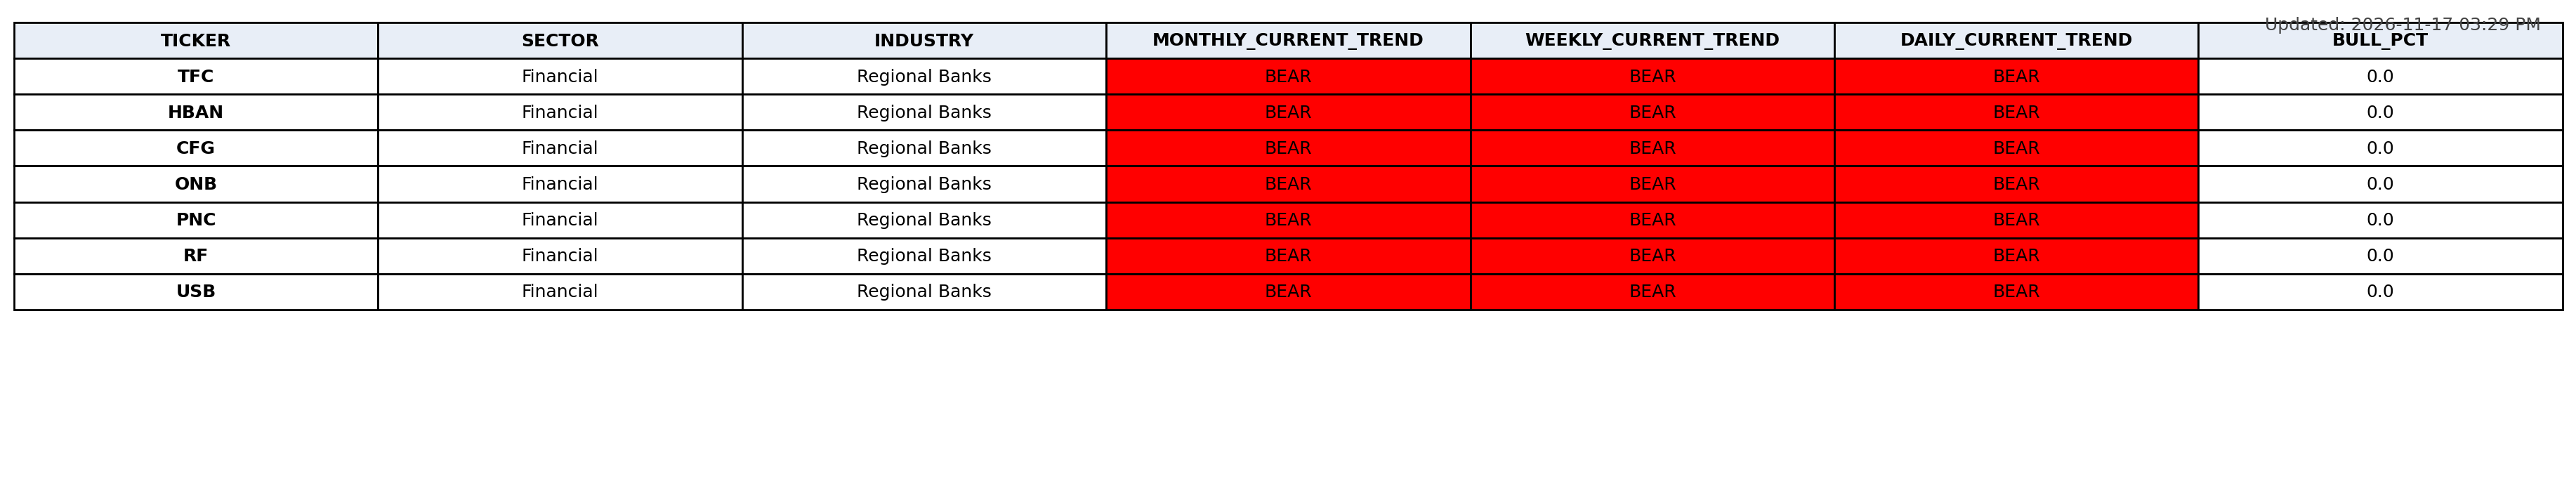 Updated: 2026-11-17 03:29 PM
TICKER SECTOR INDUSTRY MONTHLY_CURRENT_TREND WEEKLY_CURRENT_TREND DAILY_CURRENT_TREND BULL_PCT
TFC Financial Regional Banks BEAR BEAR BEAR 0.0
HBAN Financial Regional Banks BEAR BEAR BEAR 0.0
CFG Financial Regional Banks BEAR BEAR BEAR 0.0
ONB Financial Regional Banks BEAR BEAR BEAR 0.0
PNC Financial Regional Banks BEAR BEAR BEAR 0.0
RF Financial Regional Banks BEAR BEAR BEAR 0.0
USB Financial Regional Banks BEAR BEAR BEAR 0.0